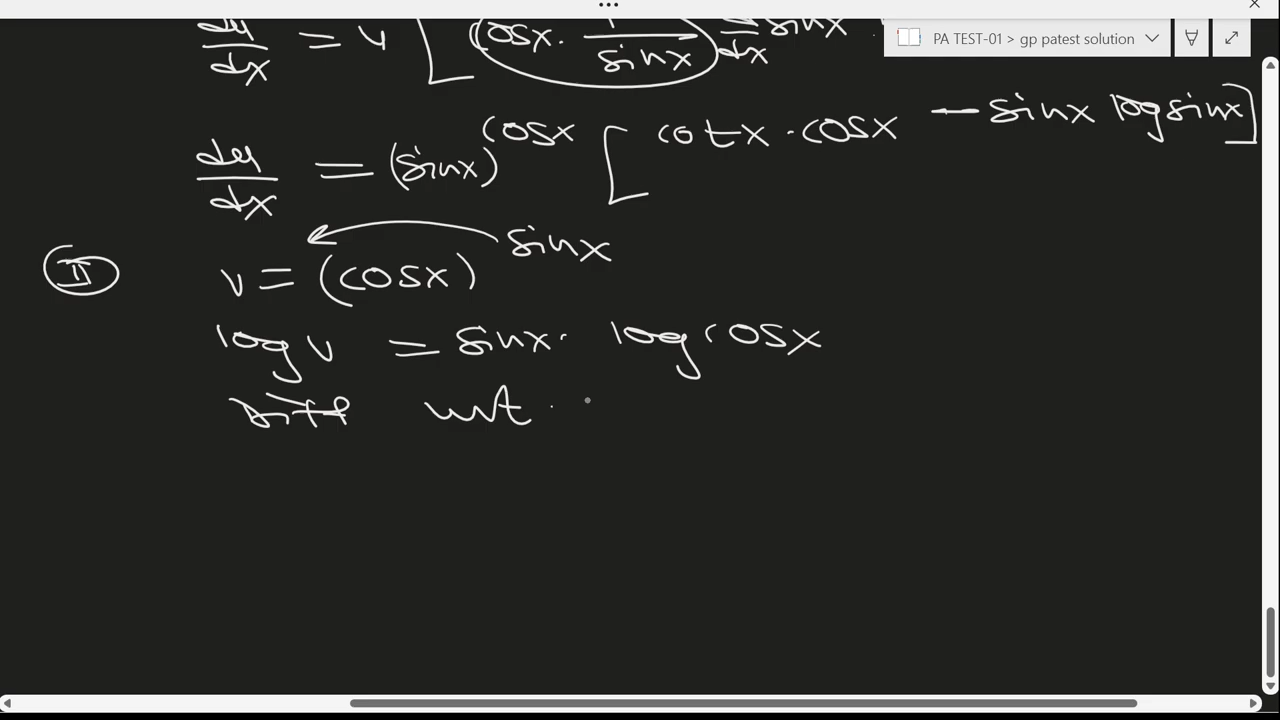 dy/dx = u [ cosx · 1/sinx d/dx sinx
PA TEST-01 > gp patest solution
dy/dx = (sinx)^cosx [ cotx · cosx - sinx logsinx ]
II v = (cosx)^sinx
log v = sinx · log cosx
Diff wrt ·